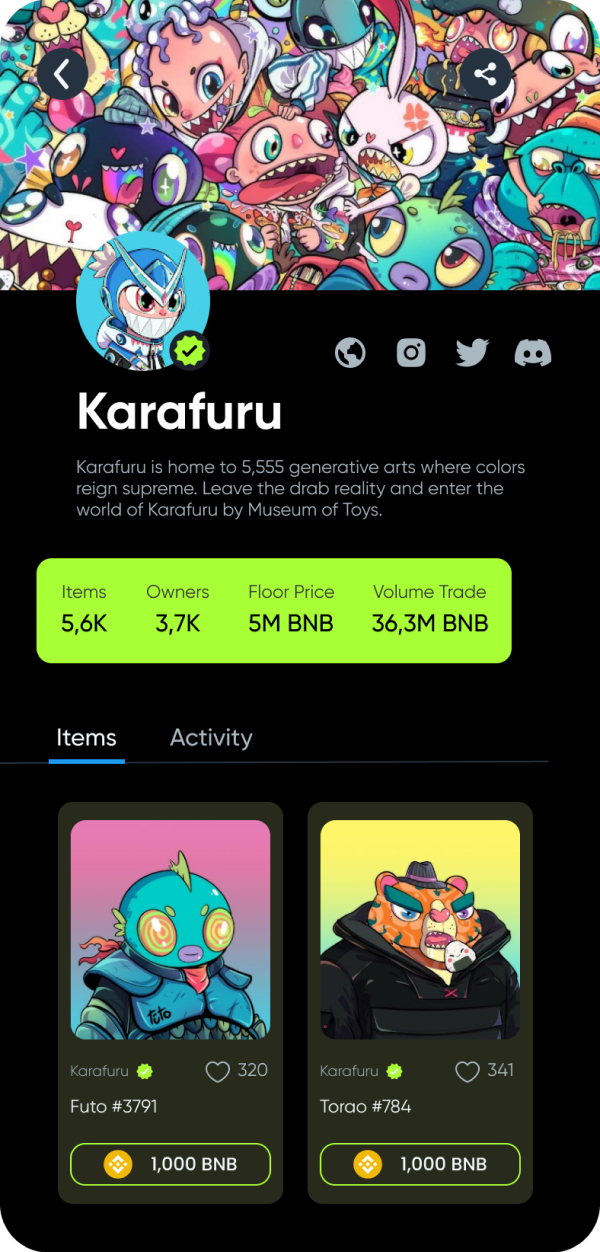 Karafuru
Karafuru is home to 5,555 generative arts where colors
reign supreme. Leave the drab reality and enter the
world of Karafuru by Museum of Toys.
Items Owners Floor Price Volume Trade
5,6K 3,7K 5M BNB 36,3M BNB
Items Activity
Futo
Karafuru 320 Karafuru 341
Futo #3791 Torao #784
1,000 BNB 1,000 BNB